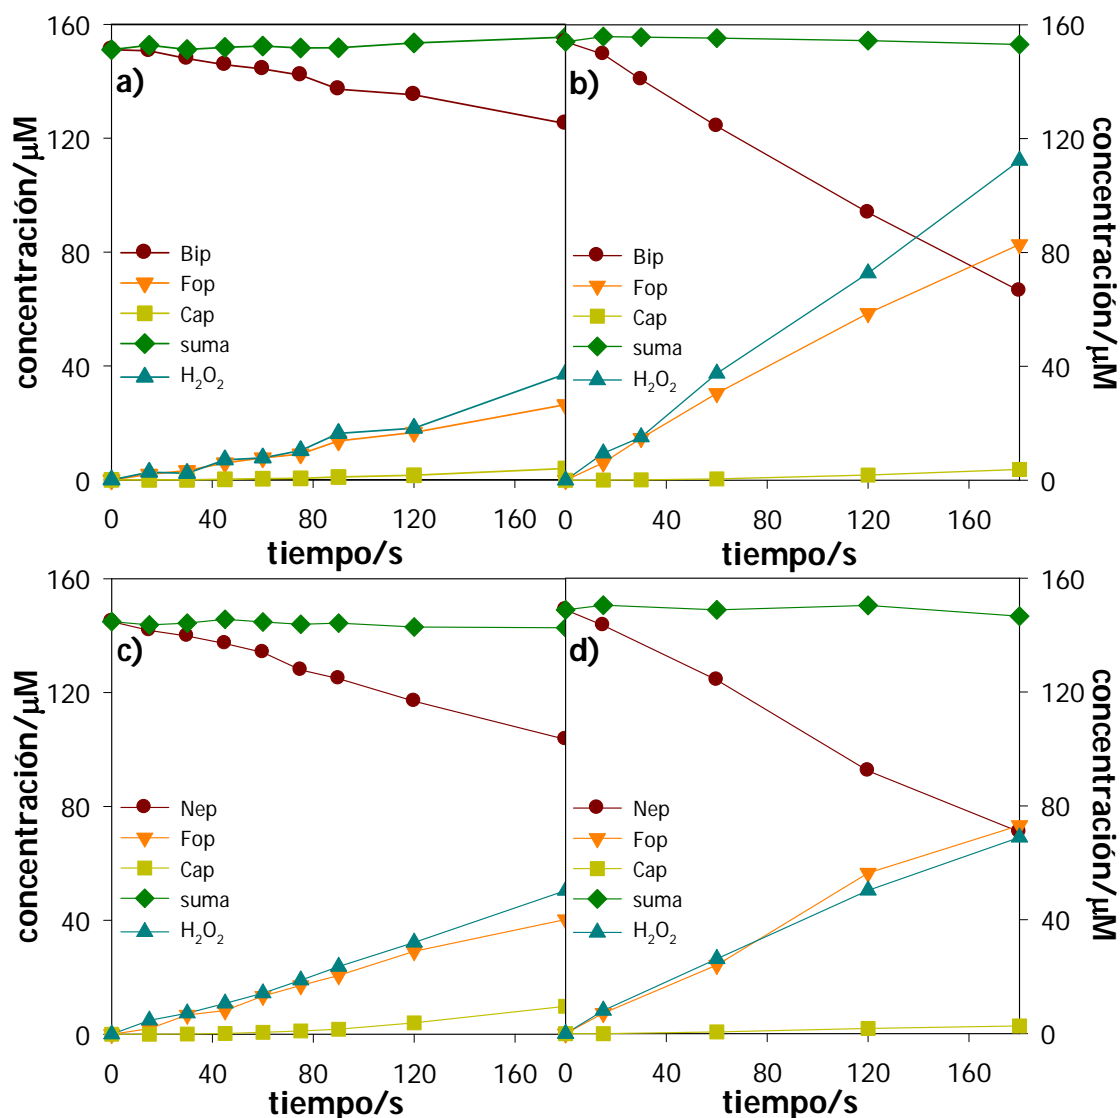 160
120
80
40
0
concentración/μM
a)
Bip
Fop
Cap
suma
H₂O₂
0 40 80 120 160
tiempo/s
b)
Bip
Fop
Cap
suma
H₂O₂
0 40 80 120 160
tiempo/s
160
120
80
40
0
concentración/μM
160
120
80
40
0
concentración/μM
c)
Nep
Fop
Cap
suma
H₂O₂
0 40 80 120 160
tiempo/s
d)
Nep
Fop
Cap
suma
H₂O₂
0 40 80 120 160
tiempo/s
160
120
80
40
0
concentración/μM